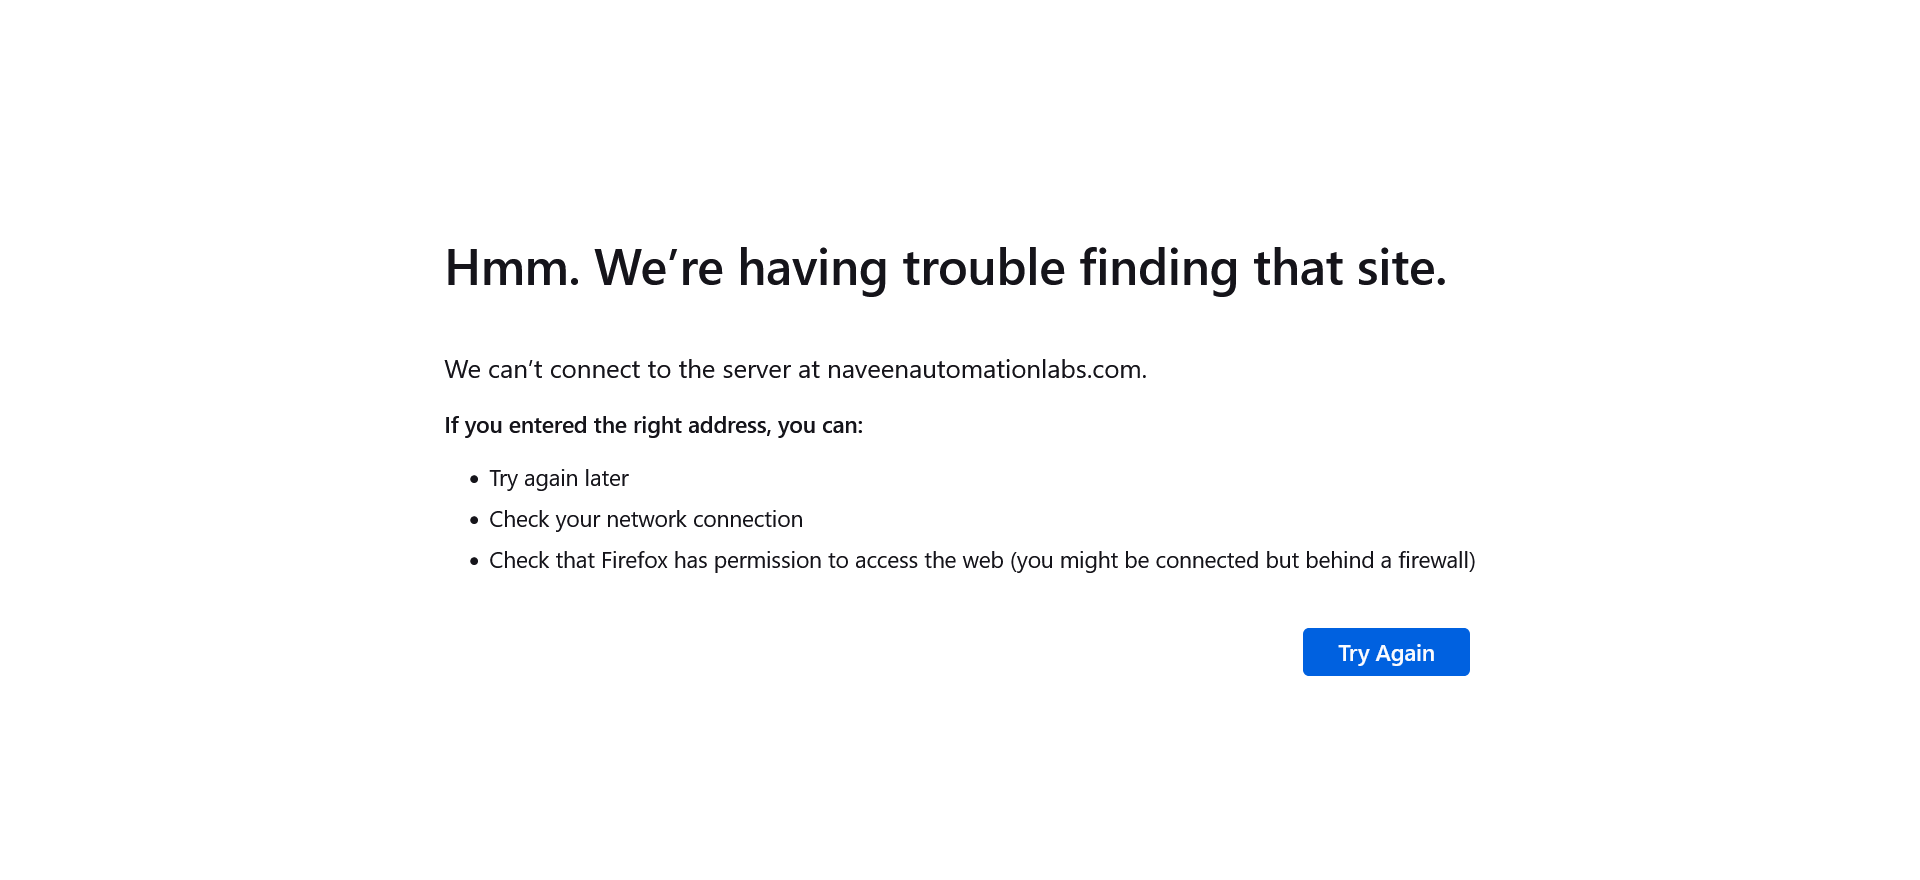 Hmm. We’re having trouble finding that site.
We can’t connect to the server at naveenautomationlabs.com.
If you entered the right address, you can:
• Try again later
• Check your network connection
• Check that Firefox has permission to access the web (you might be connected but behind a firewall)
Try Again